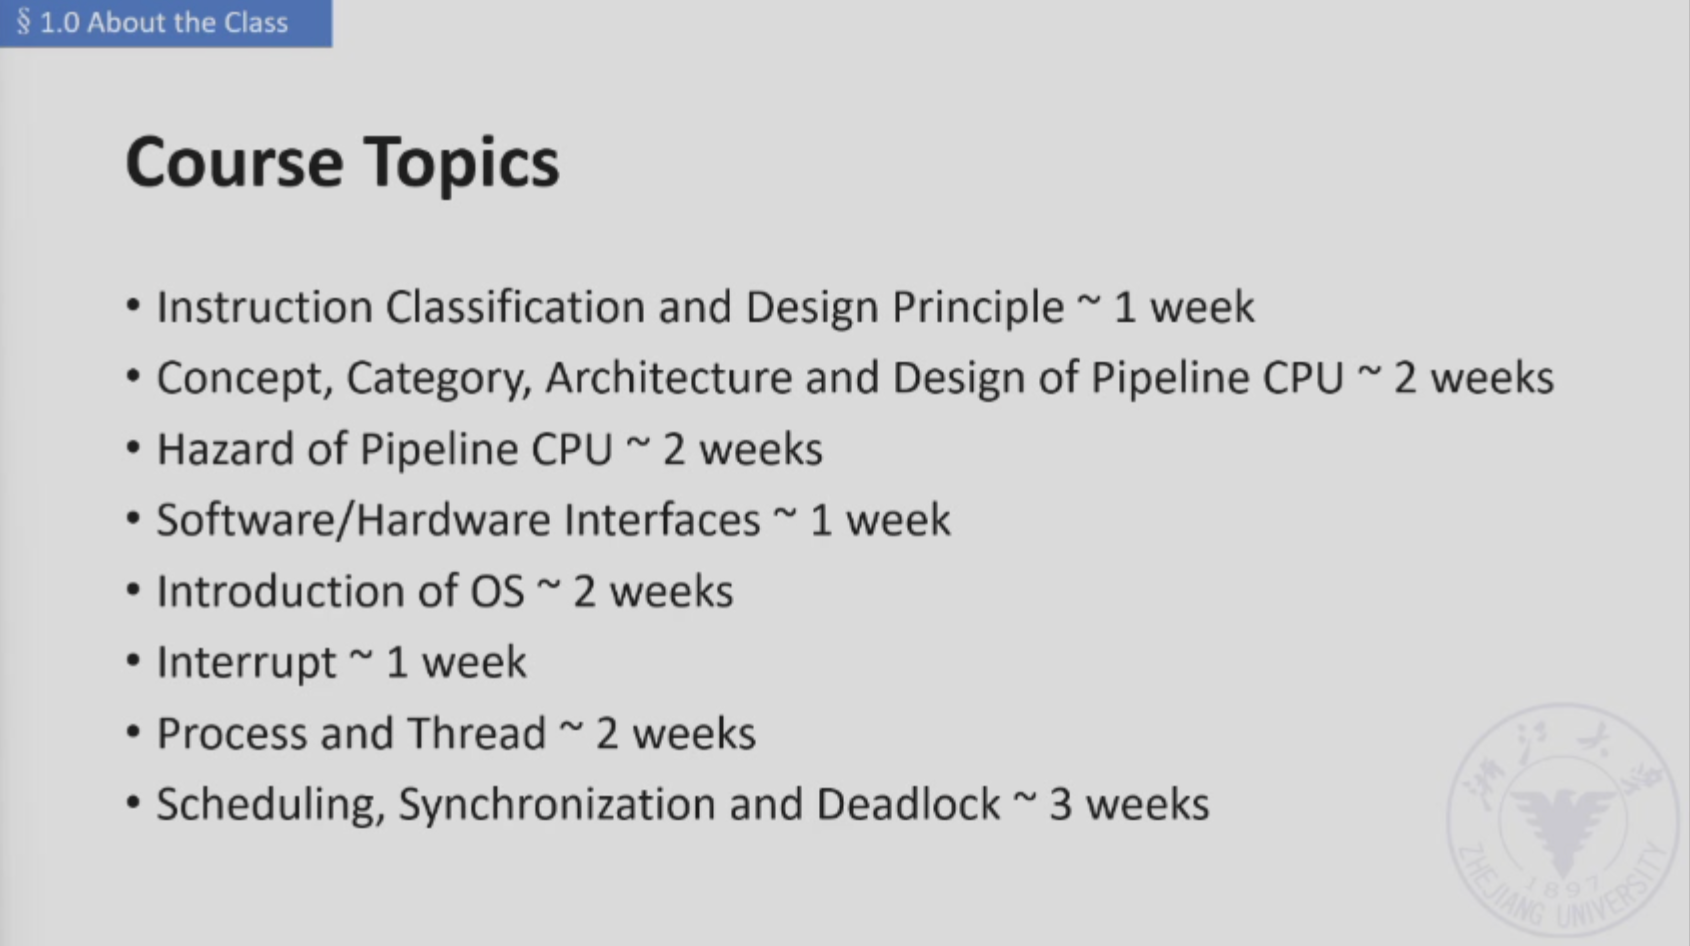 § 1.0 About the Class
Course Topics
• Instruction Classification and Design Principle ~ 1 week
• Concept, Category, Architecture and Design of Pipeline CPU ~ 2 weeks
• Hazard of Pipeline CPU ~ 2 weeks
• Software/Hardware Interfaces ~ 1 week
• Introduction of OS ~ 2 weeks
• Interrupt ~ 1 week
• Process and Thread ~ 2 weeks
• Scheduling, Synchronization and Deadlock ~ 3 weeks
浙江大学
1897
ZHEJIANG UNIVERSITY